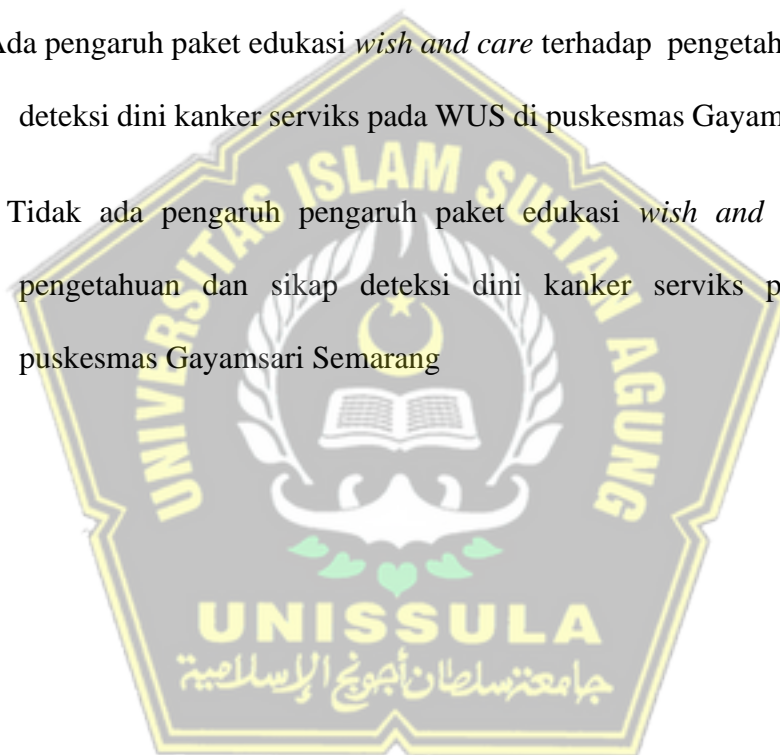 Ada pengaruh paket edukasi wish and care terhadap pengetah
deteksi dini kanker serviks pada WUS di puskesmas Gayam
Tidak ada pengaruh pengaruh paket edukasi wish and
pengetahuan dan sikap deteksi dini kanker serviks p
puskesmas Gayamsari Semarang
UNIVERSITAS ISLAM SULTAN AGUNG
UNISSULA
جامعة سلطان أجونج الإسلامية